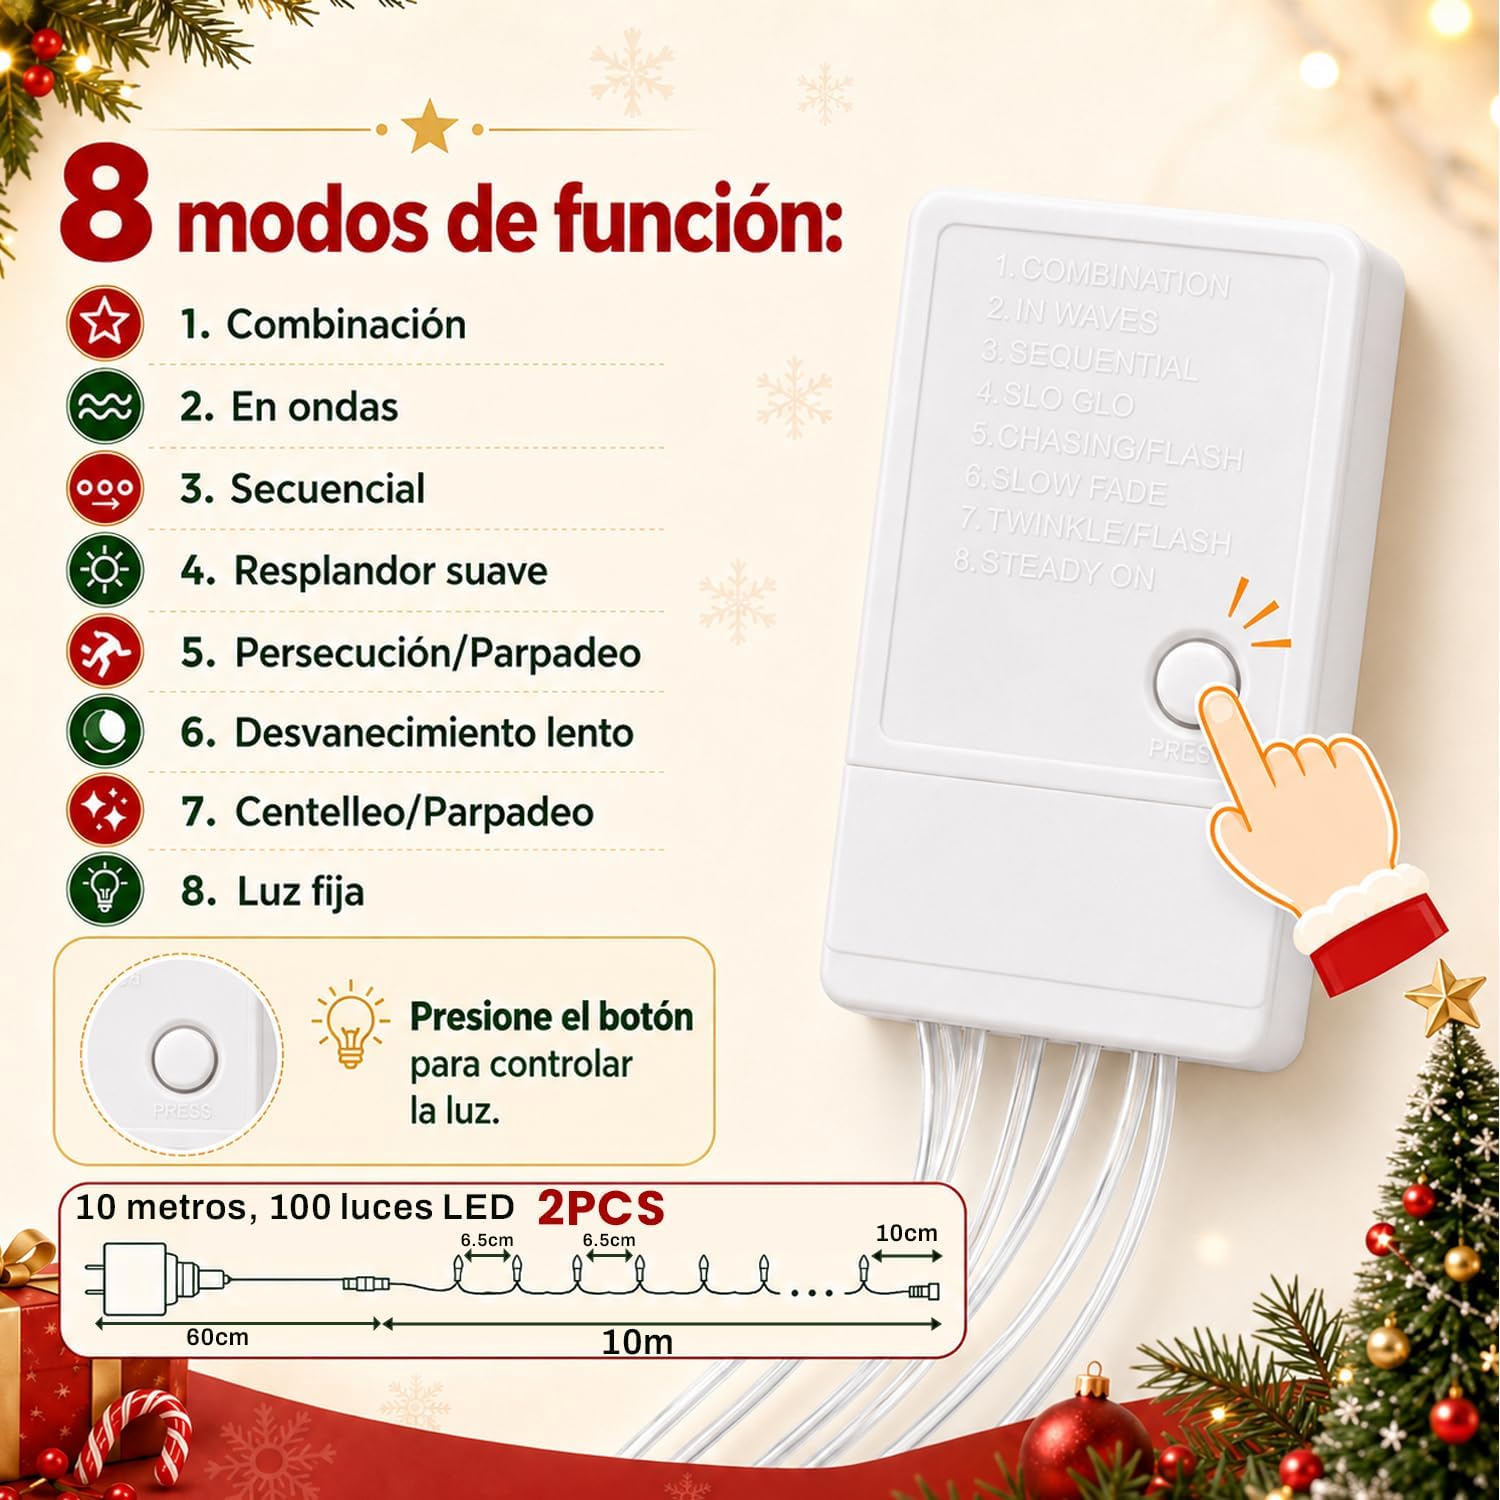 8 modos de función:
1. Combinación
2. En ondas
3. Secuencial
4. Resplandor suave
5. Persecución/Parpadeo
6. Desvanecimiento lento
7. Centelleo/Parpadeo
8. Luz fija
1. COMBINATION
2. IN WAVES
3. SEQUENTIAL
4. SLO GLO
5. CHASING/FLASH
6. SLOW FADE
7. TWINKLE/FLASH
8. STEADY ON
PRES
PRESS
Presione el botón
para controlar
la luz.
10 metros, 100 luces LED 2PCS
6.5cm 6.5cm 10cm
60cm 10m